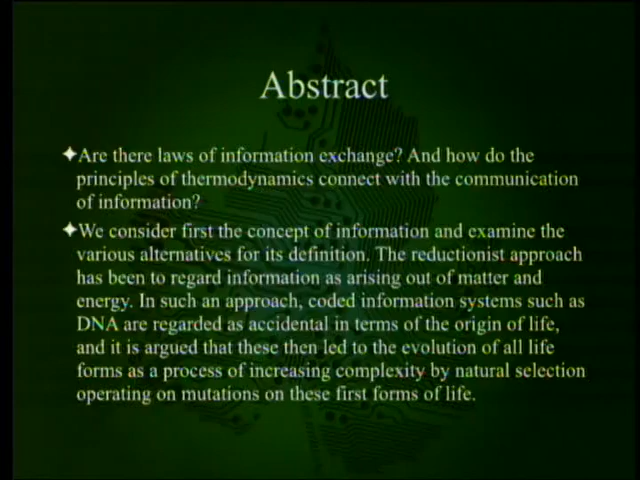 Abstract
✦Are there laws of information exchange? And how do the
principles of thermodynamics connect with the communication
of information?
✦We consider first the concept of information and examine the
various alternatives for its definition. The reductionist approach
has been to regard information as arising out of matter and
energy. In such an approach, coded information systems such as
DNA are regarded as accidental in terms of the origin of life,
and it is argued that these then led to the evolution of all life
forms as a process of increasing complexity by natural selection
operating on mutations on these first forms of life.